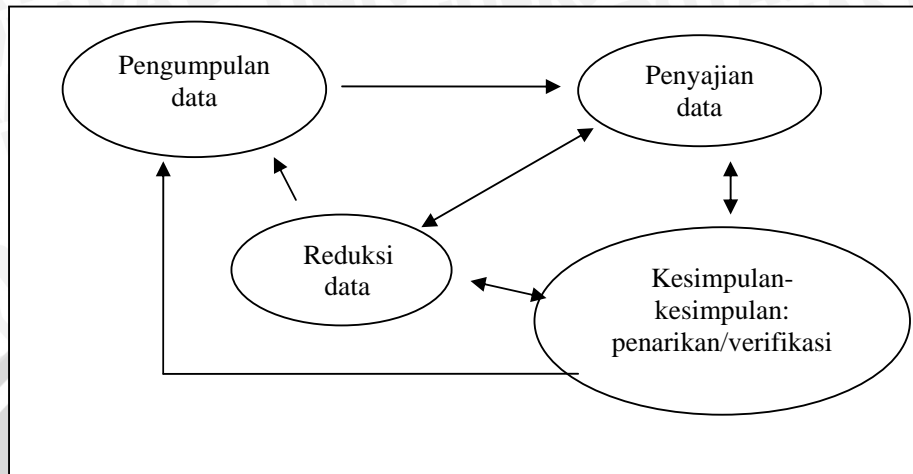 Pengumpulan
data
Penyajian
data
Reduksi
data
Kesimpulan-
kesimpulan:
penarikan/verifikasi